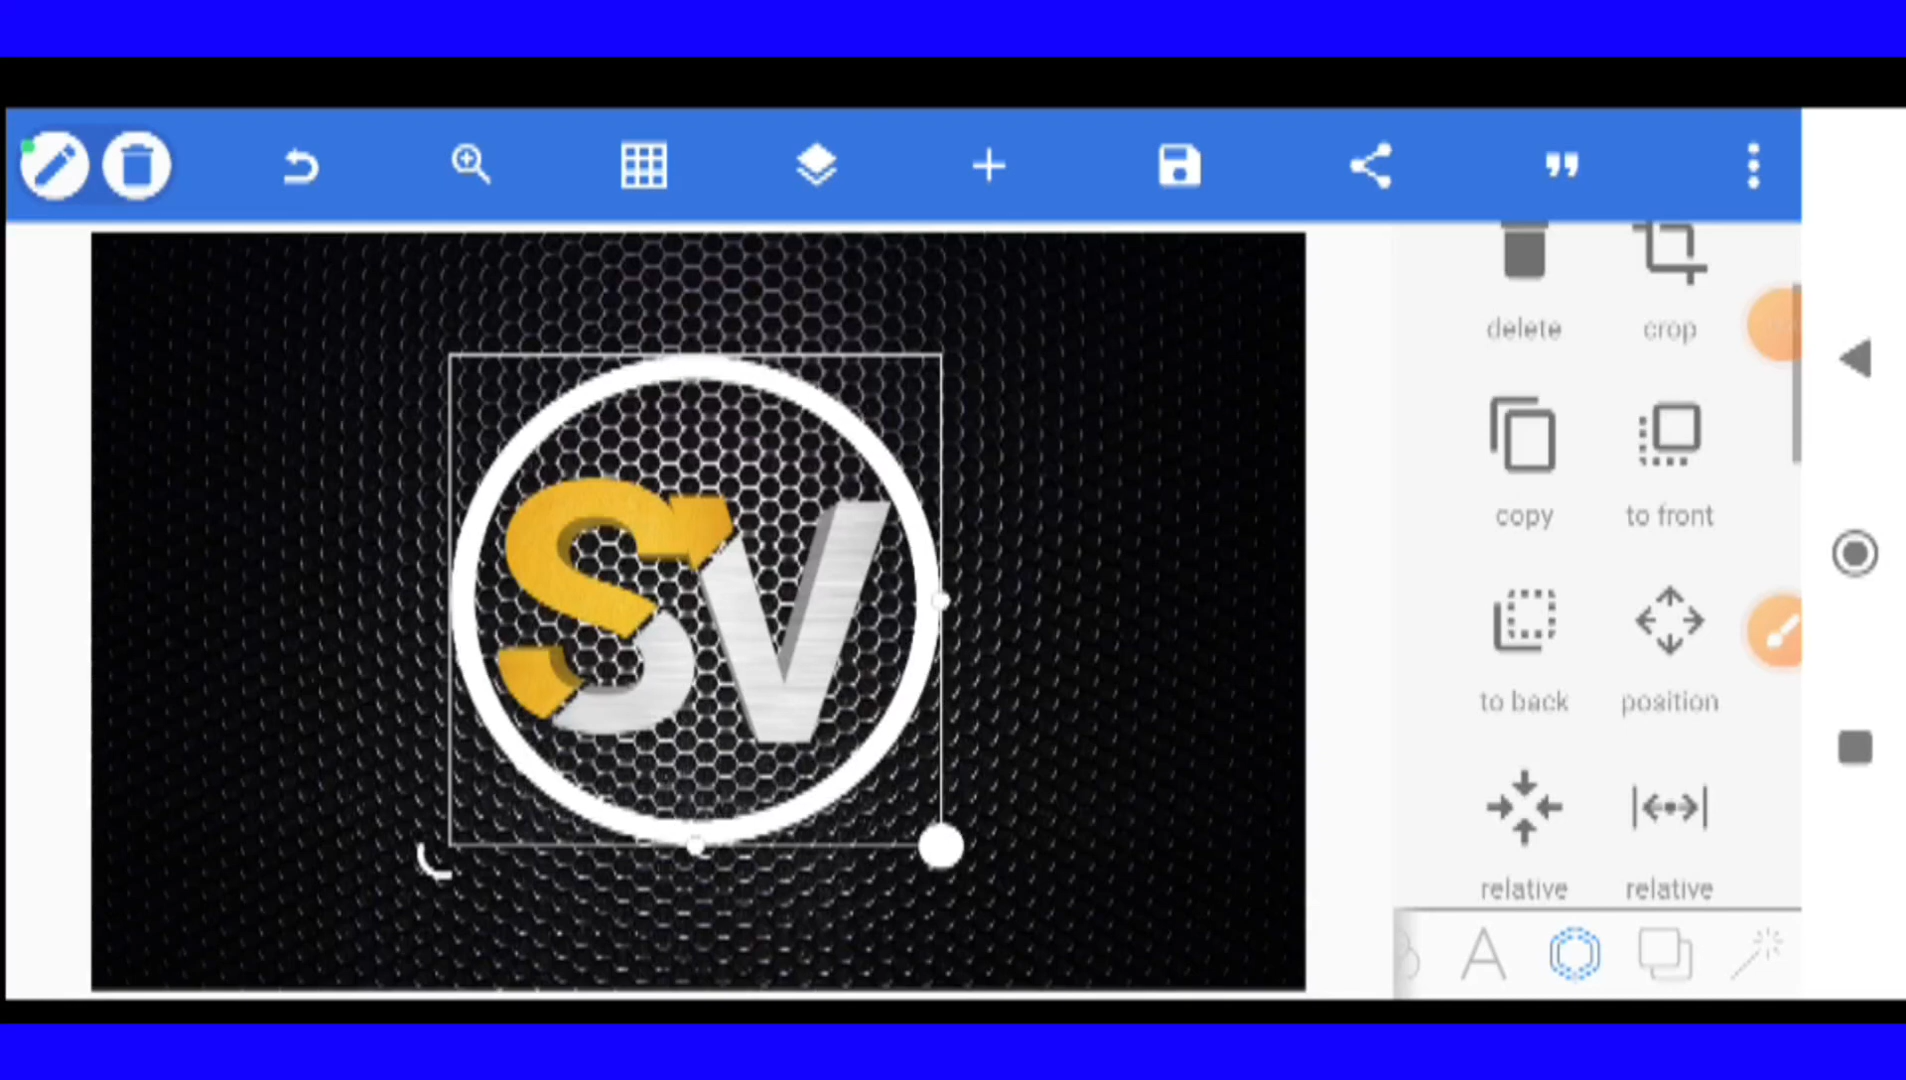 delete crop
copy to front
SV
to back position
relative relative